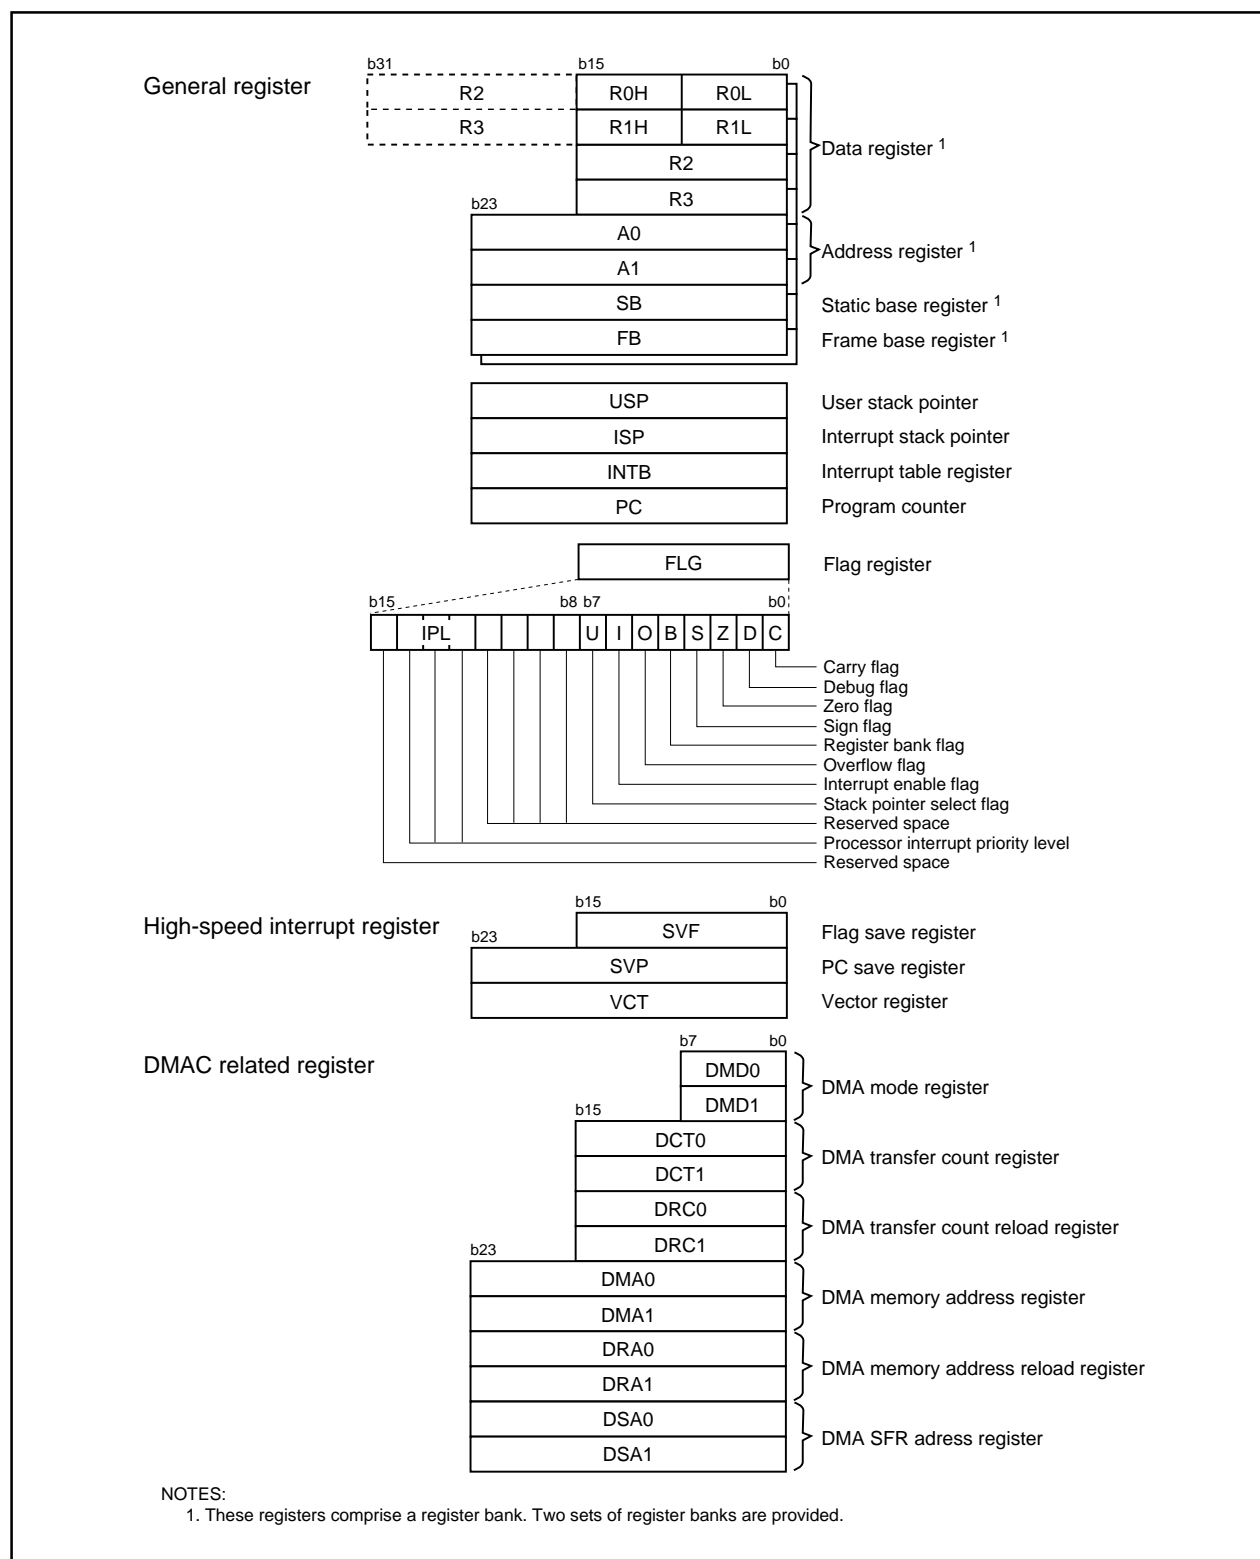 b31 b15 b0
General register R2 R0H R0L
R3 R1H R1L
Data register 1
R2
R3
b23
A0
Address register 1
A1
SB Static base register 1
FB Frame base register 1
USP User stack pointer
ISP Interrupt stack pointer
INTB Interrupt table register
PC Program counter
FLG Flag register
b15 b8 b7 b0
IPL U I O B S Z D C
Carry flag
Debug flag
Zero flag
Sign flag
Register bank flag
Overflow flag
Interrupt enable flag
Stack pointer select flag
Reserved space
Processor interrupt priority level
Reserved space
b15 b0
High-speed interrupt register SVF Flag save register
b23
SVP PC save register
VCT Vector register
b7 b0
DMAC related register DMD0
DMA mode register
DMD1
b15
DCT0
DMA transfer count register
DCT1
DRC0
DMA transfer count reload register
DRC1
b23
DMA0
DMA memory address register
DMA1
DRA0
DMA memory address reload register
DRA1
DSA0
DMA SFR adress register
DSA1
NOTES:
1. These registers comprise a register bank. Two sets of register banks are provided.